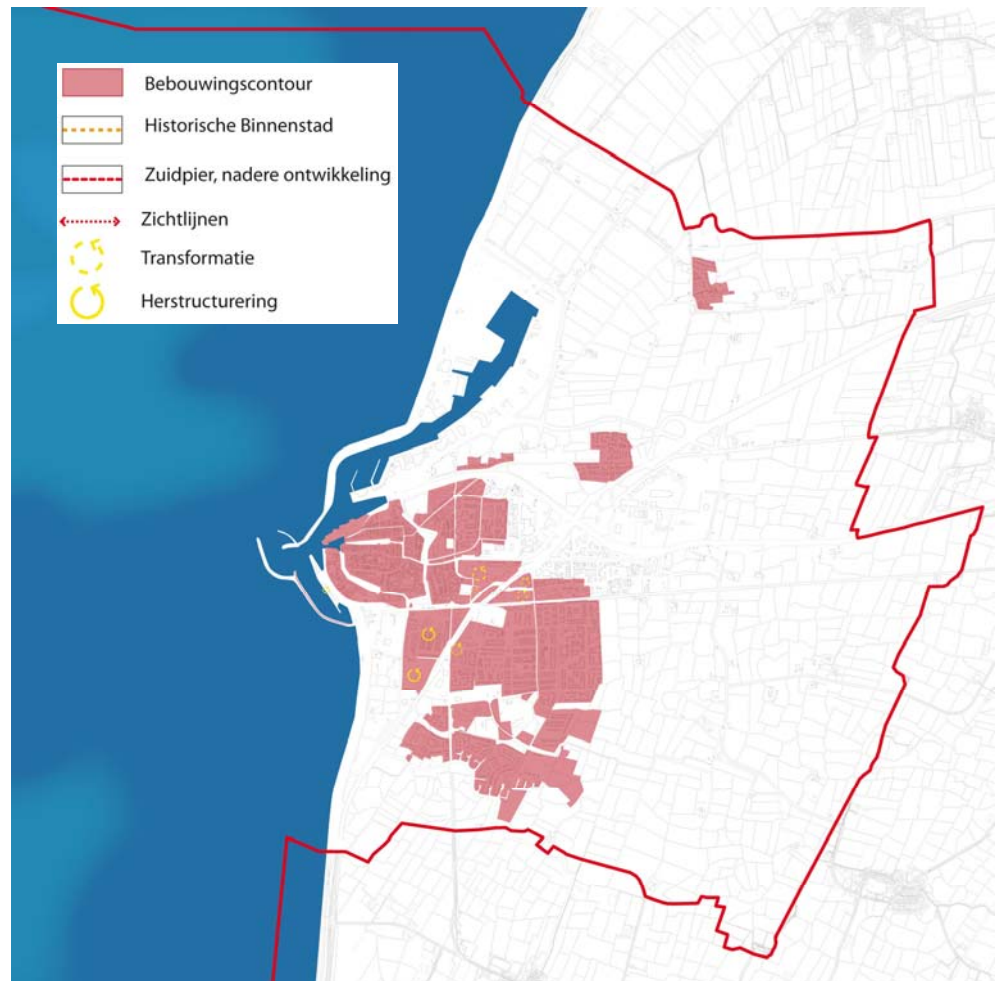 Bebouwingscontour
Historische Binnenstad
Zuidpier, nadere ontwikkeling
Zichtlijnen
Transformatie
Herstructurering